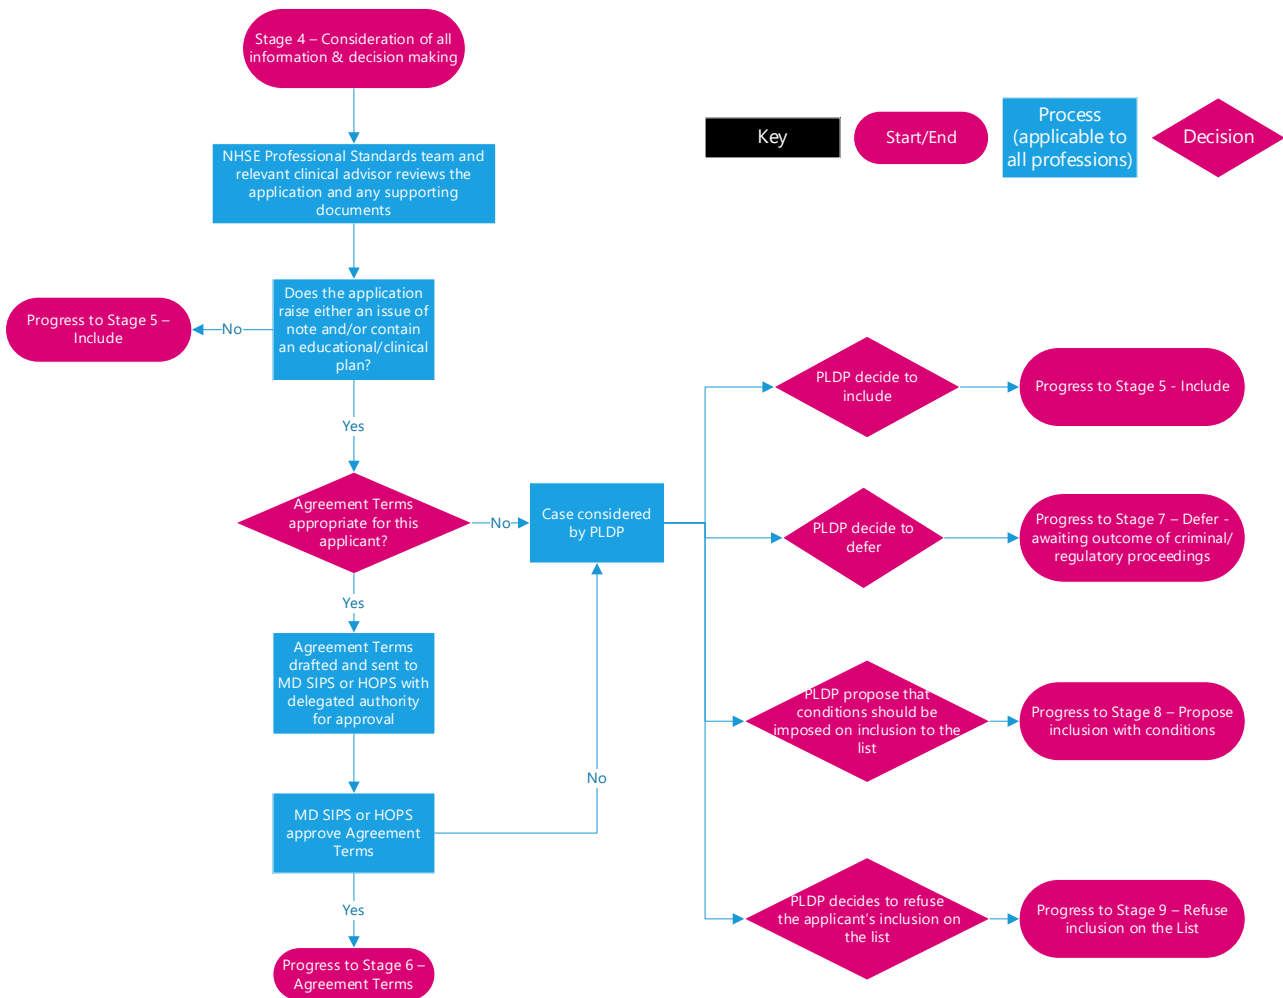 Stage 4 – Consideration of all
information & decision making
Key
Start/End
Process
(applicable to
all professions)
Decision
NHSE Professional Standards team and
relevant clinical advisor reviews the
application and any supporting
documents
Does the application
raise either an issue of
note and/or contain
an educational/clinical
plan?
No
Progress to Stage 5 –
Include
Yes
Agreement Terms
appropriate for this
applicant?
No
Case considered
by PLDP
Yes
Agreement Terms
drafted and sent to
MD SIPS or HOPS with
delegated authority
for approval
MD SIPS or HOPS
approve Agreement
Terms
No
Yes
Progress to Stage 6 –
Agreement Terms
PLDP decide to
include
Progress to Stage 5 - Include
PLDP decide to
defer
Progress to Stage 7 – Defer -
awaiting outcome of criminal/
regulatory proceedings
PLDP propose that
conditions should be
imposed on inclusion to the
list
Progress to Stage 8 – Propose
inclusion with conditions
PLDP decides to refuse
the applicant's inclusion on
the list
Progress to Stage 9 – Refuse
inclusion on the List